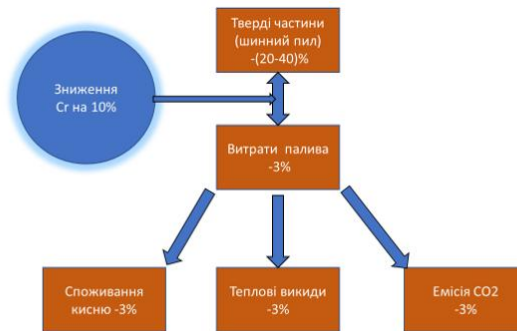 Тверді частини
(шинний пил)
-(20-40)%
Зниження
Cr на 10%
Витрати палива
-3%
Споживання
кисню -3%
Теплові викиди
-3%
Емісія CO2
-3%